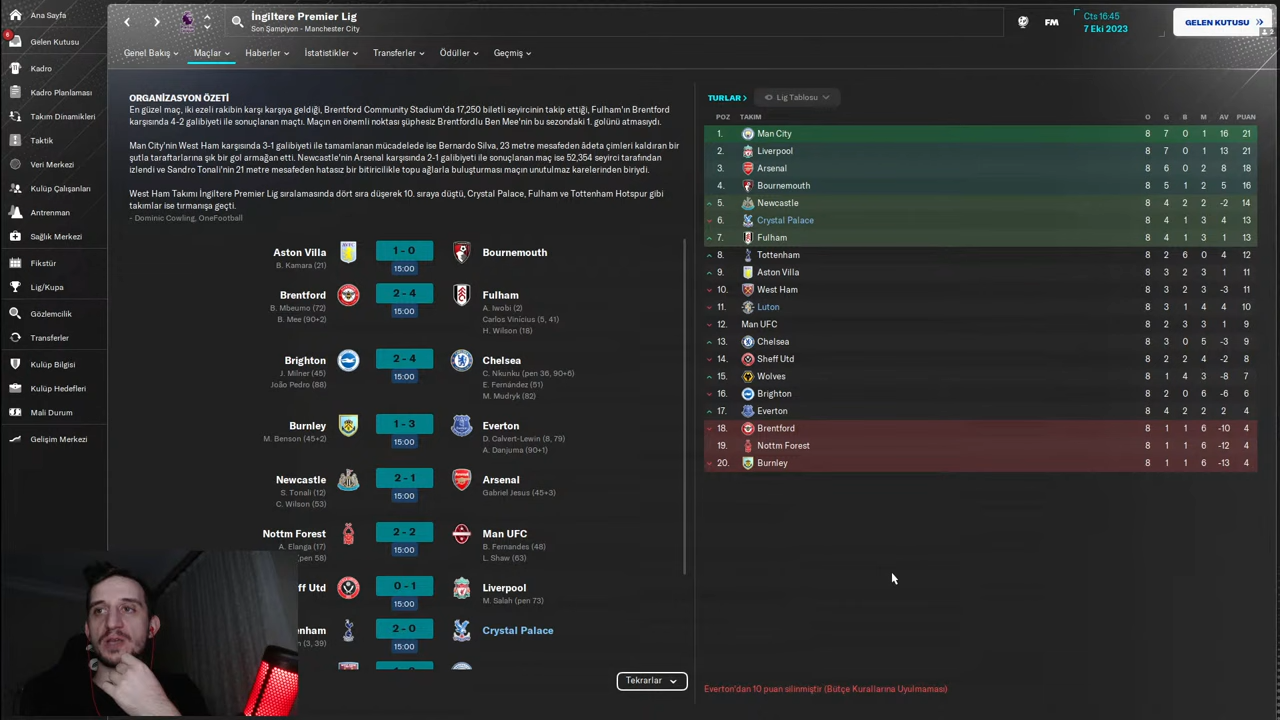 Ana Sayfa
6
Gelen Kutusu
Kadro
Kadro Planlaması
Takım Dinamikleri
Taktik
Veri Merkezi
Kulüp Çalışanları
Antrenman
Sağlık Merkezi
Fikstür
Lig/Kupa
Gözlemcilik
Transferler
Kulüp Bilgisi
Kulüp Hedefleri
Mali Durum
Gelişim Merkezi
İngiltere Premier Lig
Son Şampiyon - Manchester City
FM
Cts 16:45
7 Eki 2023
GELEN KUTUSU
2
Genel Bakış
Maçlar
Haberler
İstatistikler
Transferler
Ödüller
Geçmiş
ORGANİZASYON ÖZETİ
En güzel maç, iki ezeli rakibin karşı karşıya geldiği, Brentford Community Stadium'da 17,250 biletli seyircinin takip ettiği, Fulham'ın Brentford
karşısında 4-2 galibiyeti ile sonuçlanan maçtı. Maçın en önemli noktası şüphesiz Brentfordlu Ben Mee'nin bu sezondaki 1. golünü atmasıydı.
Man City'nin West Ham karşısında 3-1 galibiyeti ile tamamlanan mücadelede ise Bernardo Silva, 23 metre mesafeden âdeta çimleri kaldıran bir
şutla taraftarlarına şık bir gol armağan etti. Newcastle'nin Arsenal karşısında 2-1 galibiyeti ile sonuçlanan maç ise 52,354 seyirci tarafından
izlendi ve Sandro Tonali'nin 21 metre mesafeden hatasız bir bitiricilikle topu ağlarla buluşturması maçın unutulmaz karelerinden biriydi.
West Ham Takımı İngiltere Premier Lig sıralamasında dört sıra düşerek 10. sıraya düştü, Crystal Palace, Fulham ve Tottenham Hotspur gibi
takımlar ise tırmanışa geçti.
- Dominic Cowling, OneFootball
Aston Villa 1 - 0 Bournemouth
B. Kamara (21) 15:00
Brentford 2 - 4 Fulham
B. Mbeumo (72) 15:00 A. Iwobi (2)
B. Mee (90+2) Carlos Vinícius (5, 41)
H. Wilson (18)
Brighton 2 - 4 Chelsea
J. Milner (45) 15:00 C. Nkunku (pen 36, 90+6)
João Pedro (88) E. Fernández (51)
M. Mudryk (82)
Burnley 1 - 3 Everton
M. Benson (45+2) 15:00 D. Calvert-Lewin (8, 79)
A. Danjuma (90+1)
Newcastle 2 - 1 Arsenal
S. Tonali (12) 15:00 Gabriel Jesus (45+3)
C. Wilson (53)
Nottm Forest 2 - 2 Man UFC
A. Elanga (17) 15:00 B. Fernandes (48)
(pen 58) L. Shaw (63)
ff Utd 0 - 1 Liverpool
15:00 M. Salah (pen 73)
enham 2 - 0 Crystal Palace
(3, 39) 15:00
Tekrarlar
TURLAR
Lig Tablosu
POZ TAKIM O G B M AV PUAN
1. Man City 8 7 0 1 16 21
2. Liverpool 8 7 0 1 13 21
3. Arsenal 8 6 0 2 8 18
4. Bournemouth 8 5 1 2 5 16
5. Newcastle 8 4 2 2 -2 14
6. Crystal Palace 8 4 1 3 4 13
7. Fulham 8 4 1 3 1 13
8. Tottenham 8 2 6 0 4 12
9. Aston Villa 8 3 2 3 1 11
10. West Ham 8 3 2 3 -3 11
11. Luton 8 3 1 4 4 10
12. Man UFC 8 2 3 3 1 9
13. Chelsea 8 3 0 5 -3 9
14. Sheff Utd 8 2 2 4 -2 8
15. Wolves 8 1 4 3 -8 7
16. Brighton 8 2 0 6 -6 6
17. Everton 8 4 2 2 2 4
18. Brentford 8 1 1 6 -10 4
19. Nottm Forest 8 1 1 6 -12 4
20. Burnley 8 1 1 6 -13 4
Everton'dan 10 puan silinmiştir (Bütçe Kurallarına Uyulmaması)